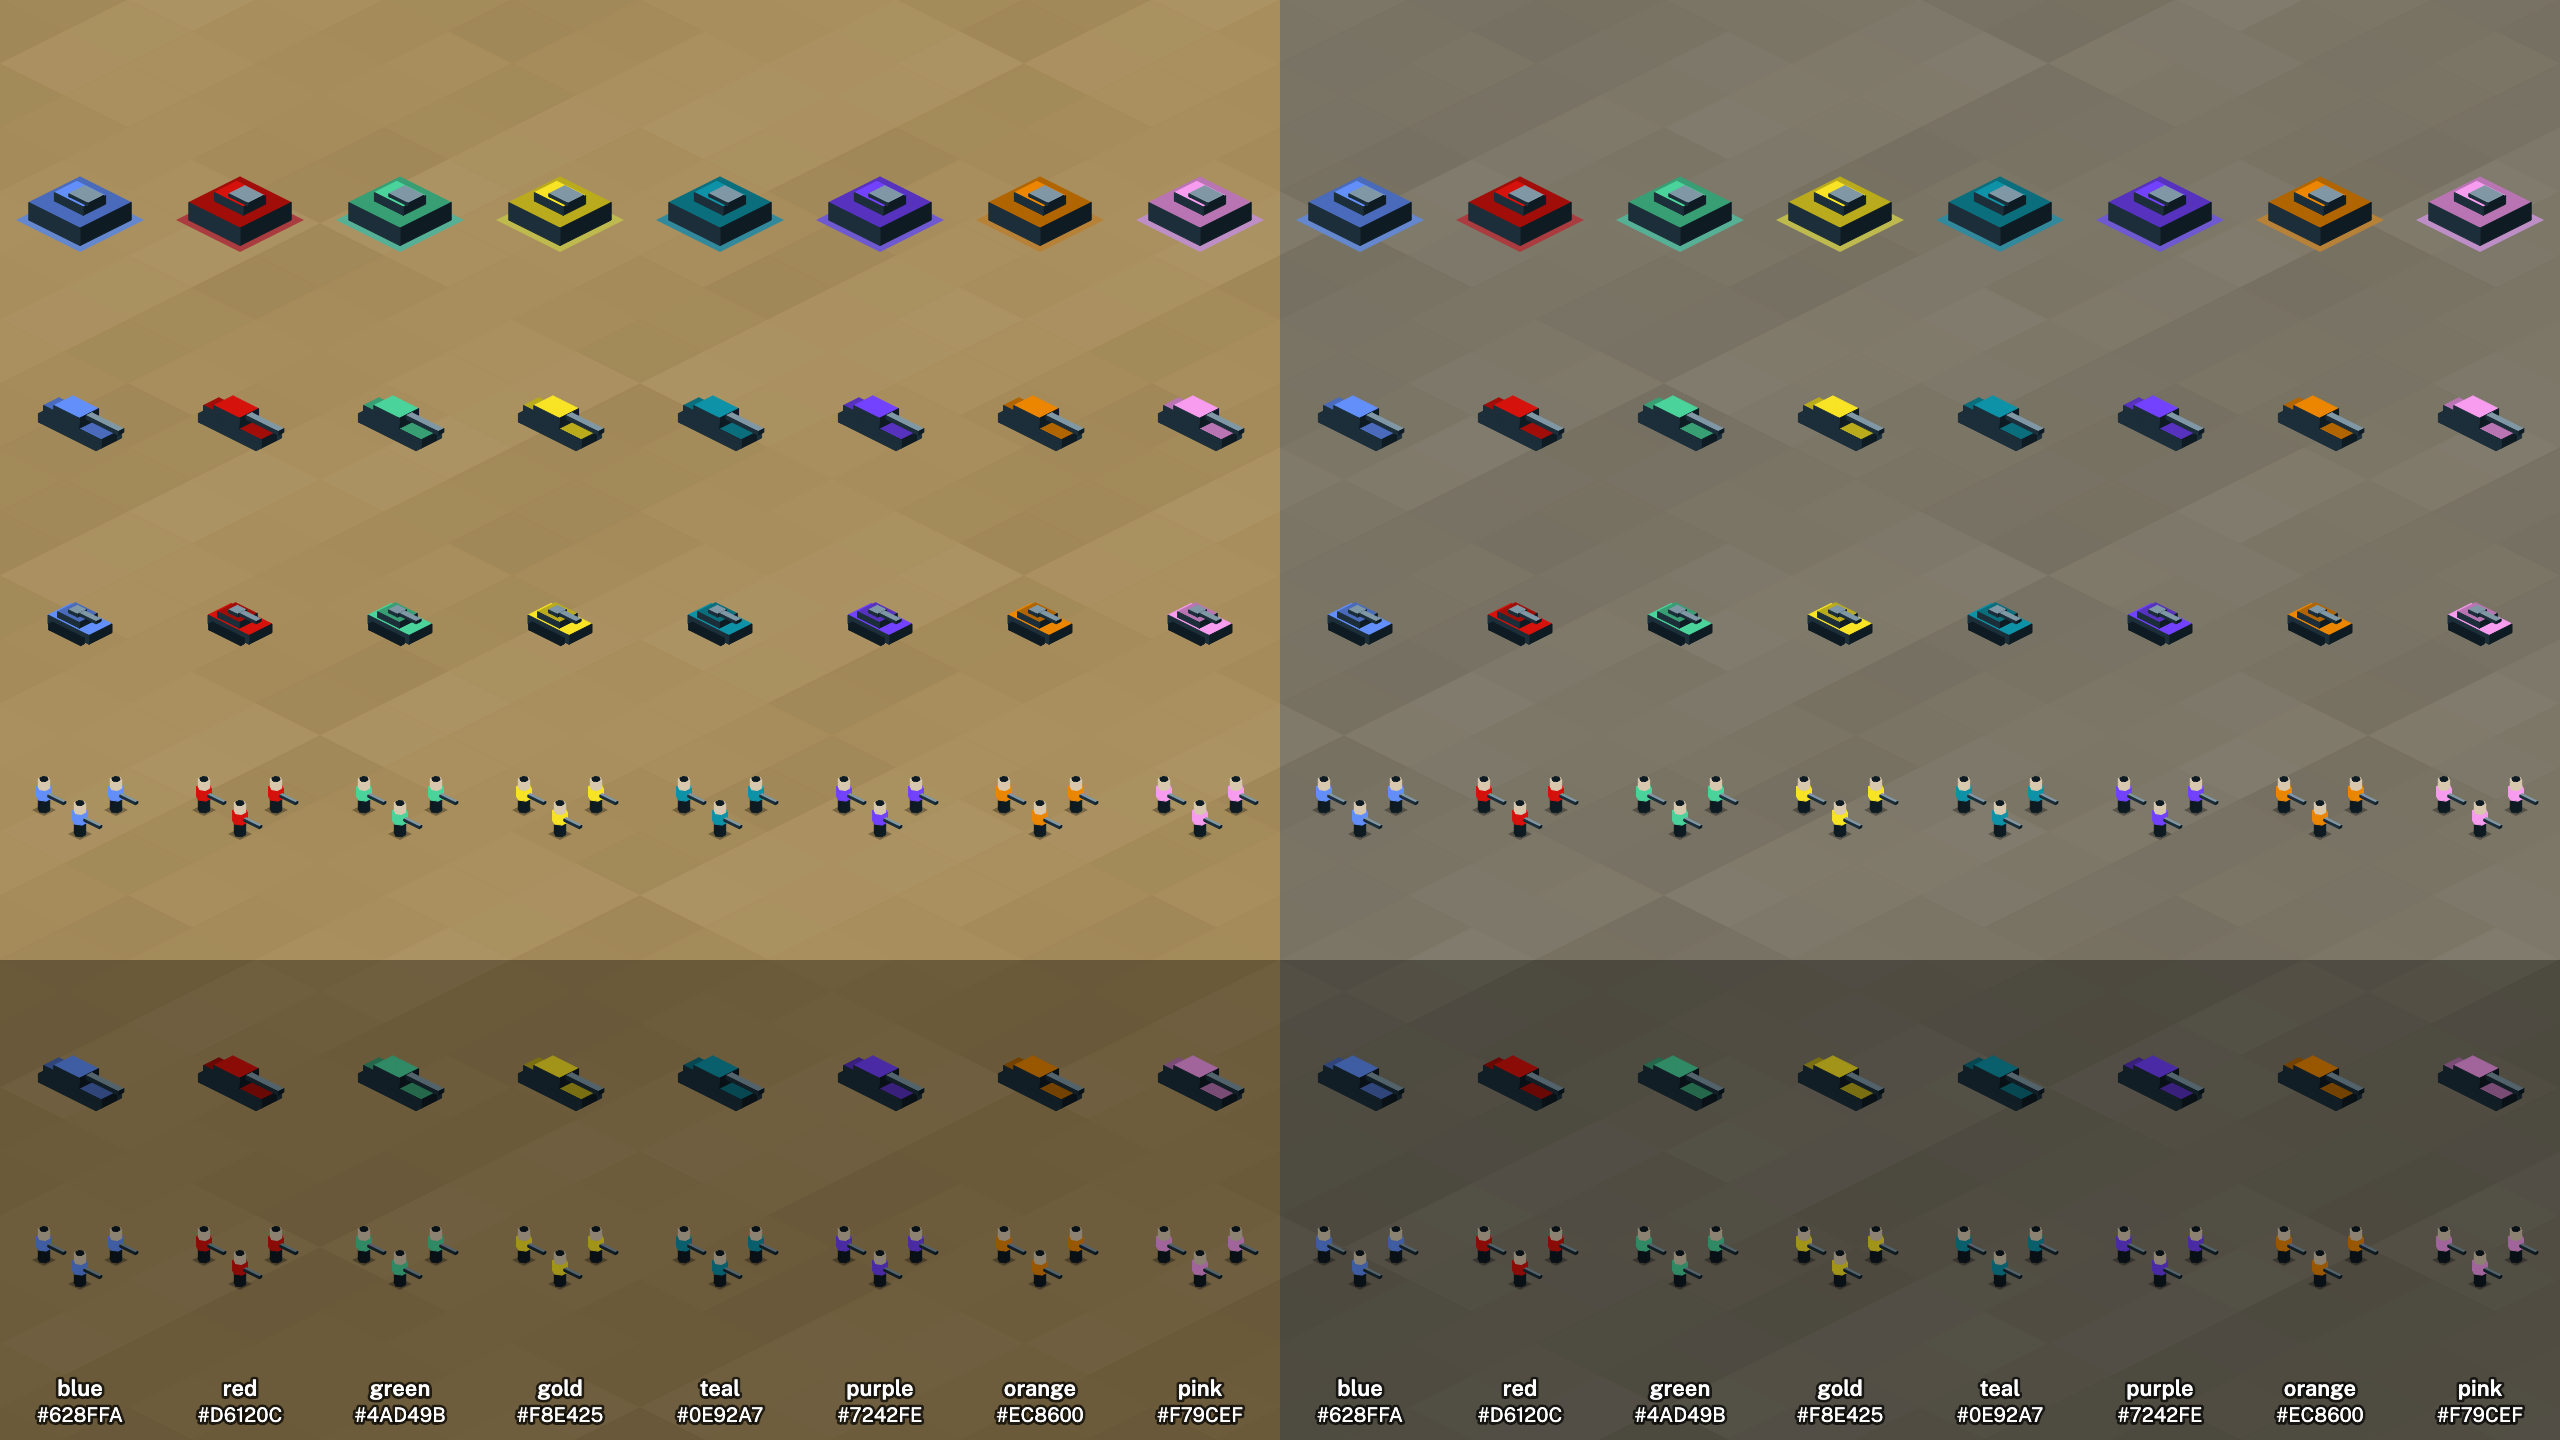 blue red green gold teal purple orange pink blue red green gold teal purple orange pink
#628FFA #D6120C #4AD49B #F8E425 #0E92A7 #7242FE #EC8600 #F79CEF #628FFA #D6120C #4AD49B #F8E425 #0E92A7 #7242FE #EC8600 #F79CEF